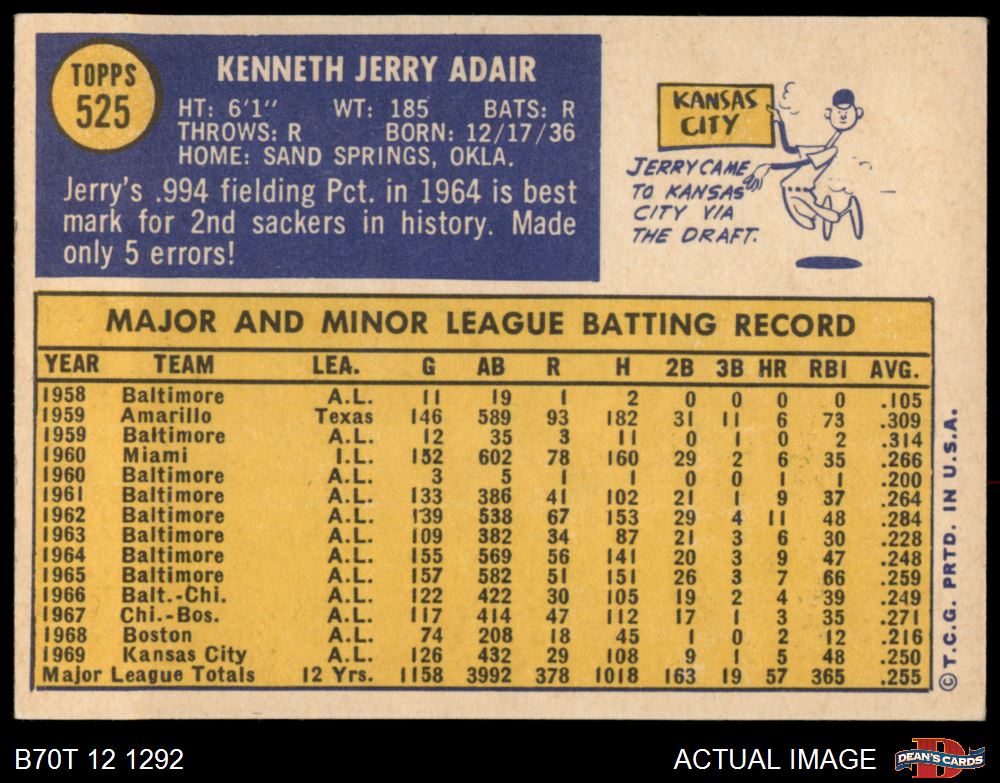 TOPPS
525
KENNETH JERRY ADAIR
HT: 6'1" WT: 185 BATS: R
THROWS: R BORN: 12/17/36
HOME: SAND SPRINGS, OKLA.
Jerry's .994 fielding Pct. in 1964 is best
mark for 2nd sackers in history. Made
only 5 errors!
KANSAS
CITY
JERRY CAME
TO KANSAS
CITY VIA
THE DRAFT.
MAJOR AND MINOR LEAGUE BATTING RECORD
YEAR TEAM LEA. G AB R H 2B 3B HR RBI AVG.
1958 Baltimore A.L. 11 19 1 2 0 0 0 0 .105
1959 Amarillo Texas 146 589 93 182 31 11 6 73 .309
1959 Baltimore A.L. 12 35 3 11 0 1 0 2 .314
1960 Miami I.L. 152 602 78 160 29 2 6 35 .266
1960 Baltimore A.L. 3 5 1 1 0 0 1 1 .200
1961 Baltimore A.L. 133 386 41 102 21 1 9 37 .264
1962 Baltimore A.L. 139 538 67 153 29 4 11 48 .284
1963 Baltimore A.L. 109 382 34 87 21 3 6 30 .228
1964 Baltimore A.L. 155 569 56 141 20 3 9 47 .248
1965 Baltimore A.L. 157 582 51 151 26 3 7 66 .259
1966 Balt.-Chi. A.L. 122 422 30 105 19 2 4 39 .249
1967 Chi.-Bos. A.L. 117 414 47 112 17 1 3 35 .271
1968 Boston A.L. 74 208 18 45 1 0 2 12 .216
1969 Kansas City A.L. 126 432 29 108 9 1 5 48 .250
Major League Totals 12 Yrs. 1158 3992 378 1018 163 19 57 365 .255
© T.C.G. PRTD. IN U.S.A.
B70T 12 1292
ACTUAL IMAGE
D
DEAN'S CARDS